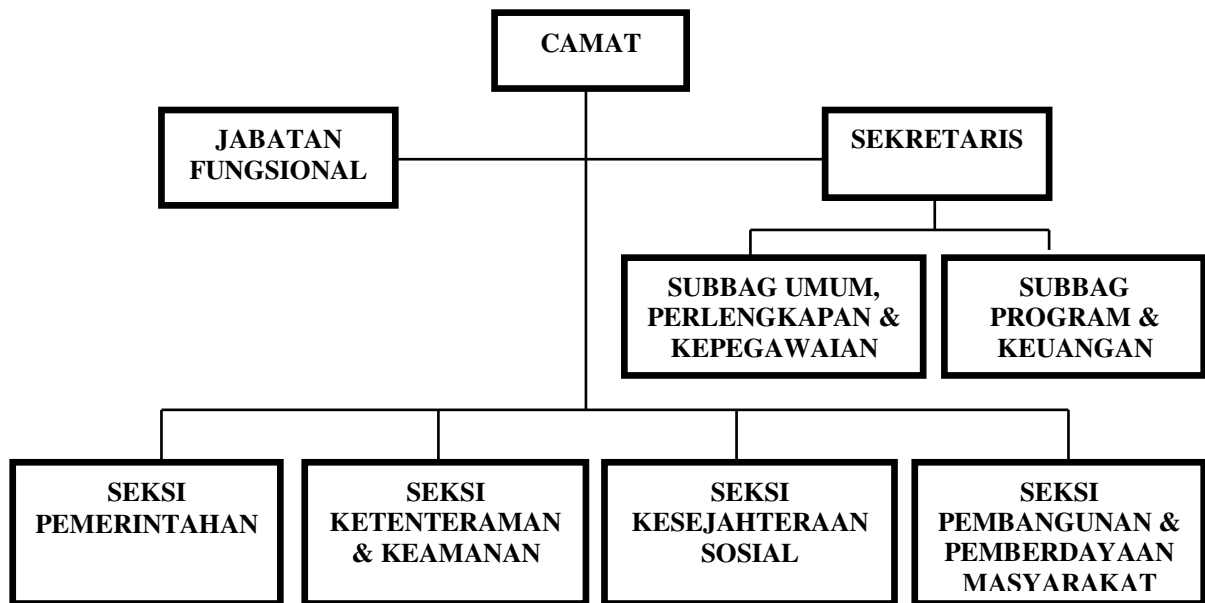 CAMAT
JABATAN
FUNGSIONAL
SEKRETARIS
SUBBAG UMUM,
PERLENGKAPAN &
KEPEGAWAIAN
SUBBAG
PROGRAM &
KEUANGAN
SEKSI
PEMERINTAHAN
SEKSI
KETENTERAMAN
& KEAMANAN
SEKSI
KESEJAHTERAAN
SOSIAL
SEKSI
PEMBANGUNAN &
PEMBERDAYAAN
MASYARAKAT